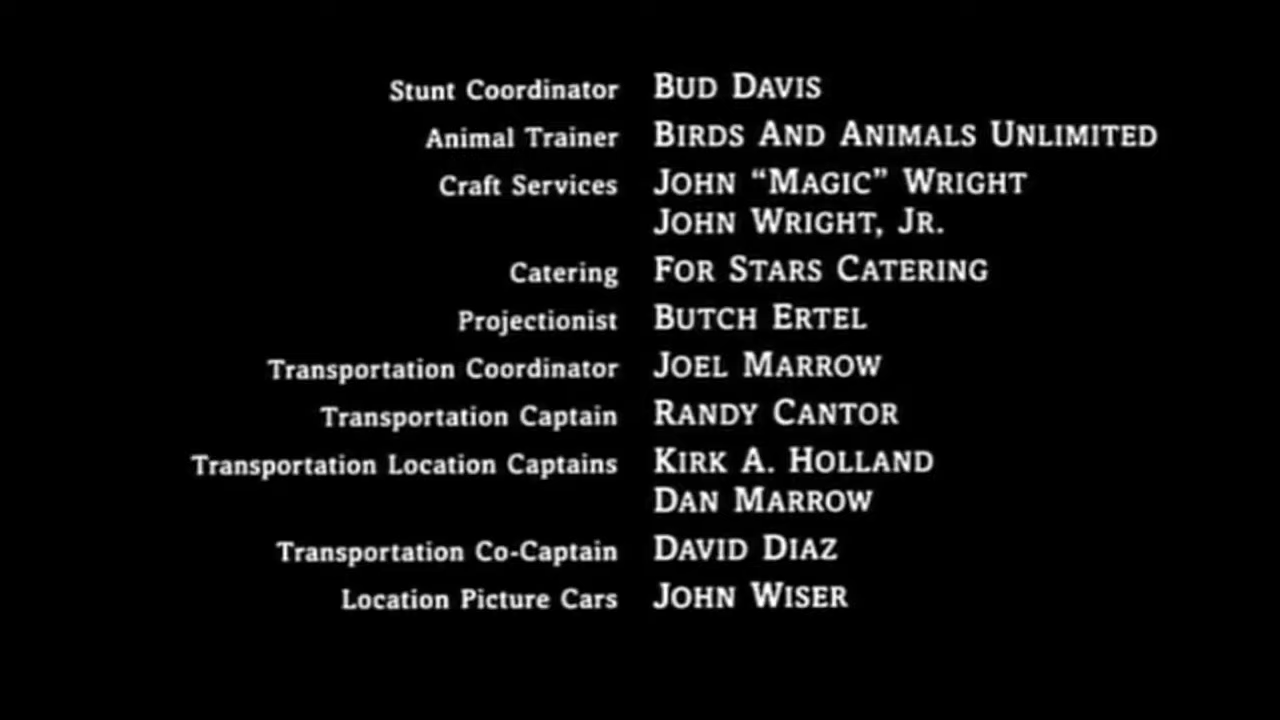 Stunt Coordinator BUD DAVIS
Animal Trainer BIRDS AND ANIMALS UNLIMITED
Craft Services JOHN “MAGIC” WRIGHT
JOHN WRIGHT, JR.
Catering FOR STARS CATERING
Projectionist BUTCH ERTEL
Transportation Coordinator JOEL MARROW
Transportation Captain RANDY CANTOR
Transportation Location Captains KIRK A. HOLLAND
DAN MARROW
Transportation Co-Captain DAVID DIAZ
Location Picture Cars JOHN WISER